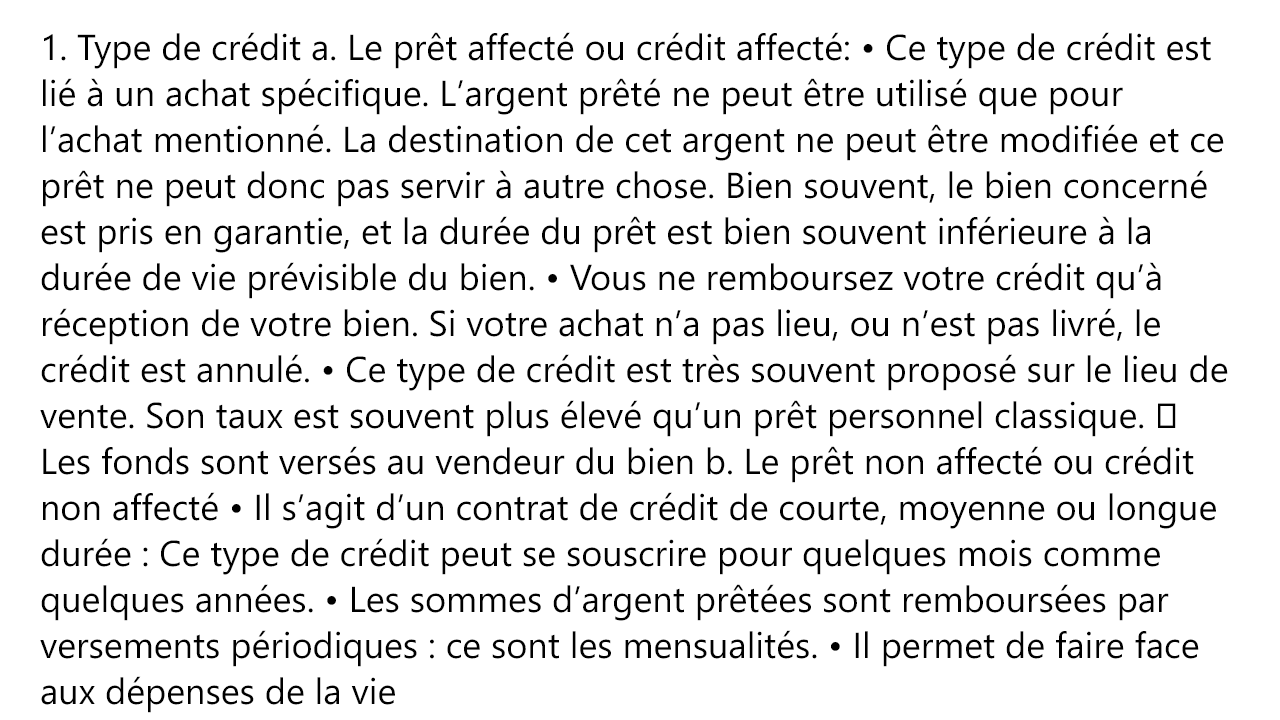 1. Type de crédit a. Le prêt affecté ou crédit affecté: • Ce type de crédit est
lié à un achat spécifique. L’argent prêté ne peut être utilisé que pour
l’achat mentionné. La destination de cet argent ne peut être modifiée et ce
prêt ne peut donc pas servir à autre chose. Bien souvent, le bien concerné
est pris en garantie, et la durée du prêt est bien souvent inférieure à la
durée de vie prévisible du bien. • Vous ne remboursez votre crédit qu’à
réception de votre bien. Si votre achat n’a pas lieu, ou n’est pas livré, le
crédit est annulé. • Ce type de crédit est très souvent proposé sur le lieu de
vente. Son taux est souvent plus élevé qu’un prêt personnel classique. 
Les fonds sont versés au vendeur du bien b. Le prêt non affecté ou crédit
non affecté • Il s’agit d’un contrat de crédit de courte, moyenne ou longue
durée : Ce type de crédit peut se souscrire pour quelques mois comme
quelques années. • Les sommes d’argent prêtées sont remboursées par
versements périodiques : ce sont les mensualités. • Il permet de faire face
aux dépenses de la vie